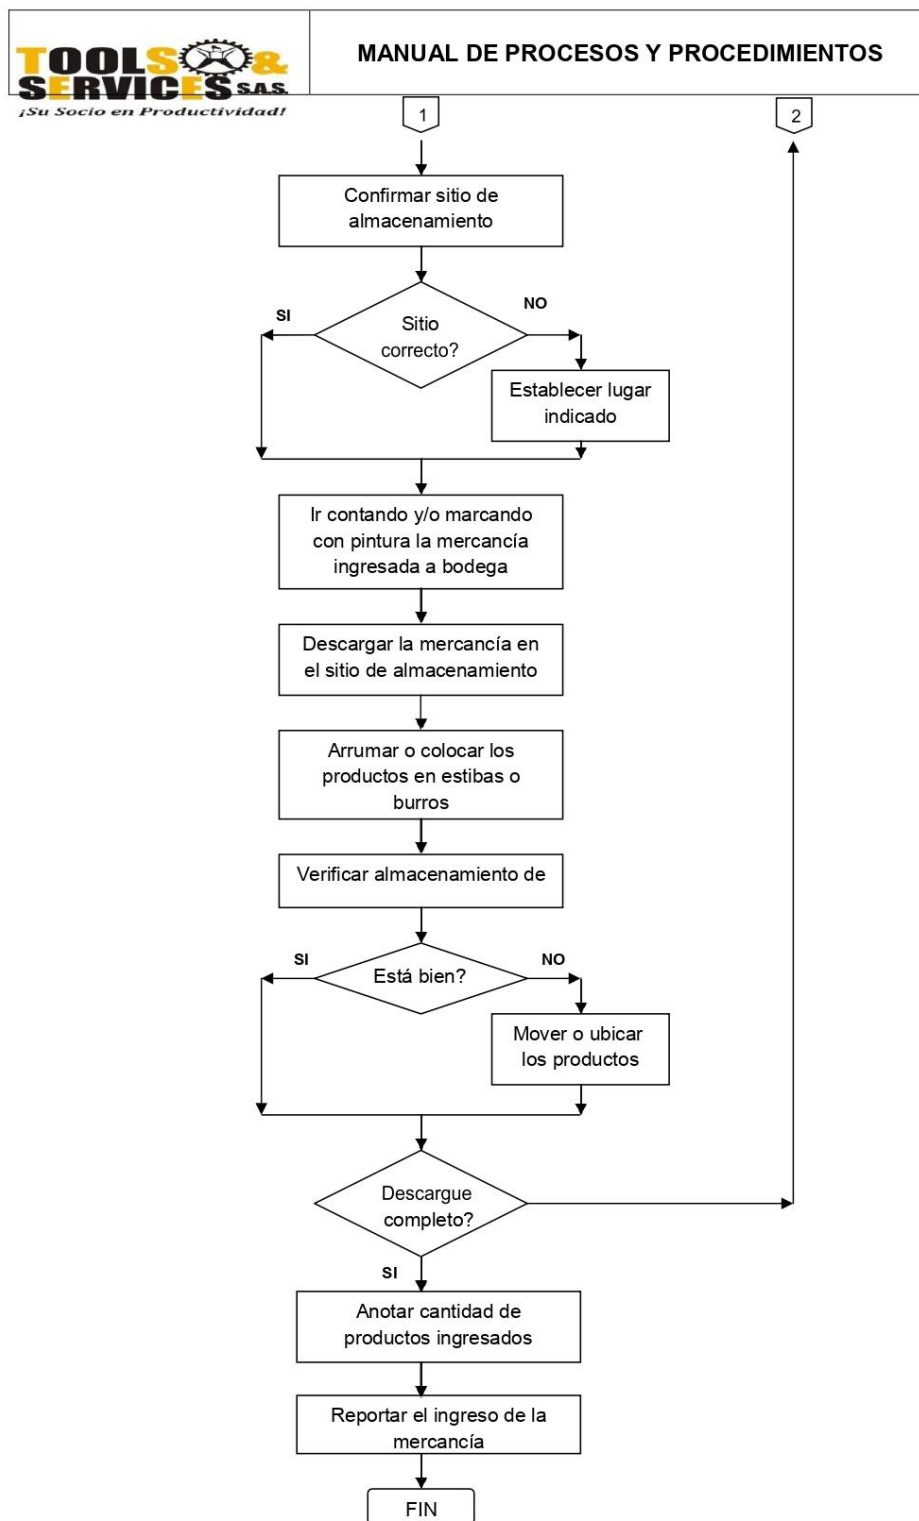 TOOLS &
SERVICES S.A.S.
¡Su Socio en Productividad!
MANUAL DE PROCESOS Y PROCEDIMIENTOS
1
2
Confirmar sitio de
almacenamiento
SI
NO
Sitio
correcto?
Establecer lugar
indicado
Ir contando y/o marcando
con pintura la mercancía
ingresada a bodega
Descargar la mercancía en
el sitio de almacenamiento
Arrumar o colocar los
productos en estibas o
burros
Verificar almacenamiento de
SI
NO
Está bien?
Mover o ubicar
los productos
Descargue
completo?
SI
Anotar cantidad de
productos ingresados
Reportar el ingreso de la
mercancía
FIN